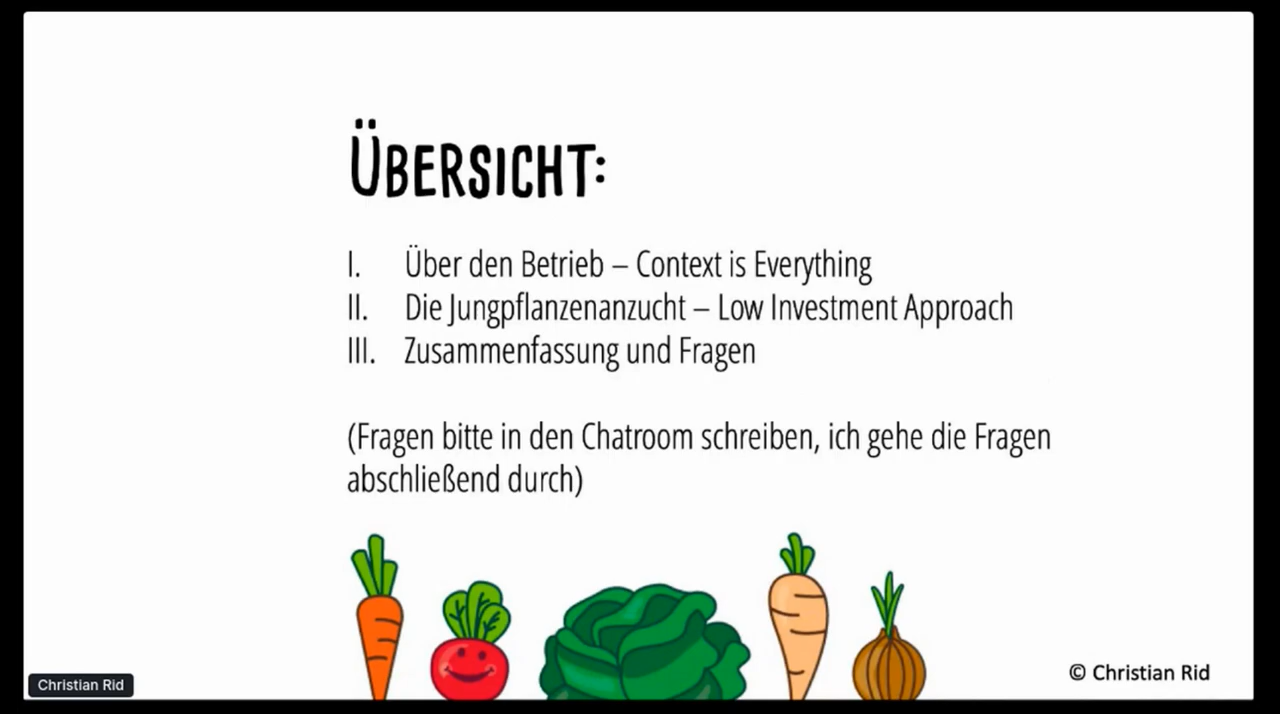 ÜBERSICHT:
I. Über den Betrieb – Context is Everything
II. Die Jungpflanzenanzucht – Low Investment Approach
III. Zusammenfassung und Fragen
(Fragen bitte in den Chatroom schreiben, ich gehe die Fragen
abschließend durch)
© Christian Rid
Christian Rid